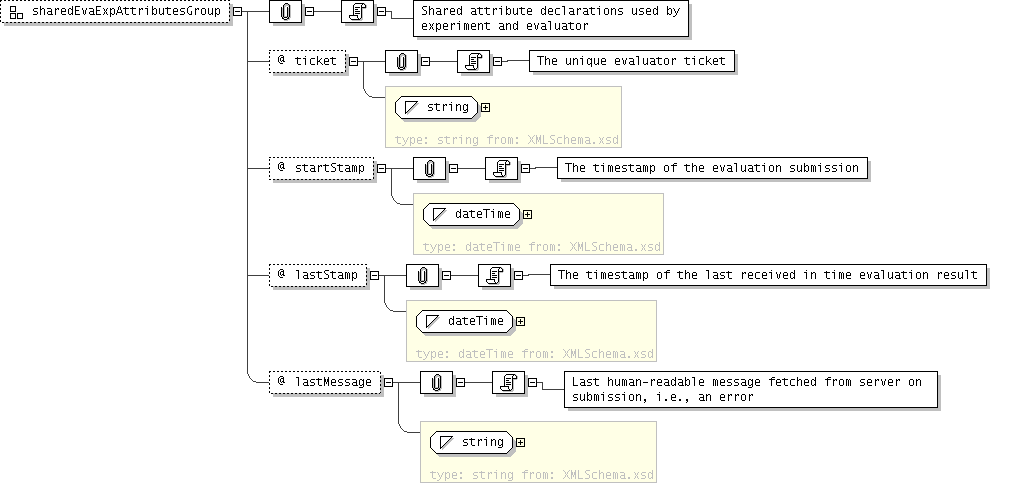 sharedEvaExpAttributesGroup
Shared attribute declarations used by
experiment and evaluator
@ ticket
The unique evaluator ticket
string
type: string from: XMLSchema.xsd
@ startStamp
The timestamp of the evaluation submission
dateTime
type: dateTime from: XMLSchema.xsd
@ lastStamp
The timestamp of the last received in time evaluation result
dateTime
type: dateTime from: XMLSchema.xsd
@ lastMessage
Last human-readable message fetched from server on
submission, i.e., an error
string
type: string from: XMLSchema.xsd